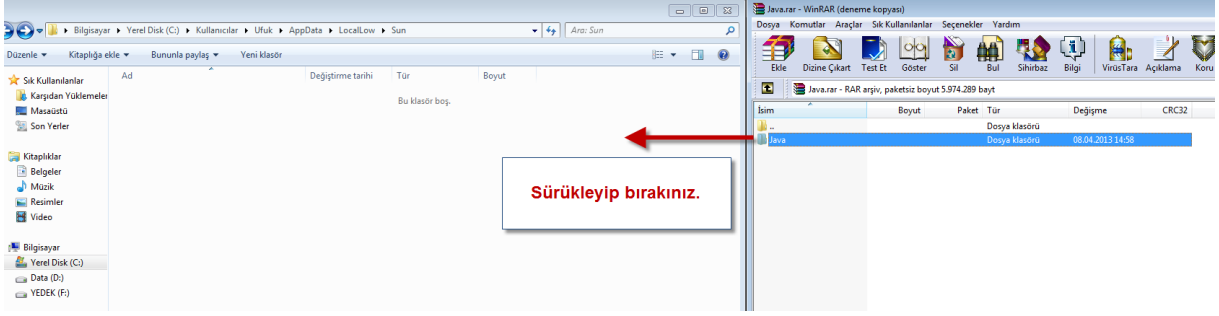 Java.rar - WinRAR (deneme kopyası)
Bilgisayar Yerel Disk (C:) Kullanıcılar Ufuk AppData LocalLow Sun
Ara: Sun
Dosya Komutlar Araçlar Sık Kullanılanlar Seçenekler Yardım
Düzenle Kitaplığa ekle Bununla paylaş Yeni klasör
Ekle Dizine Çıkart Test Et Göster Sil Bul Sihirbaz Bilgi VirüsTara Açıklama Koru
Ad Değiştirme tarihi Tür Boyut
Bu klasör boş.
Sık Kullanılanlar
Karşıdan Yüklemeler
Masaüstü
Son Yerler
Kitaplıklar
Belgeler
Müzik
Resimler
Video
Bilgisayar
Yerel Disk (C:)
Data (D:)
YEDEK (F:)
Java.rar - RAR arşiv, paketsiz boyut 5.974.289 bayt
İsim Boyut Paket Tür Değişme CRC32
.. Dosya klasörü
Java Dosya klasörü 08.04.2013 14:58
Sürükleyip bırakınız.